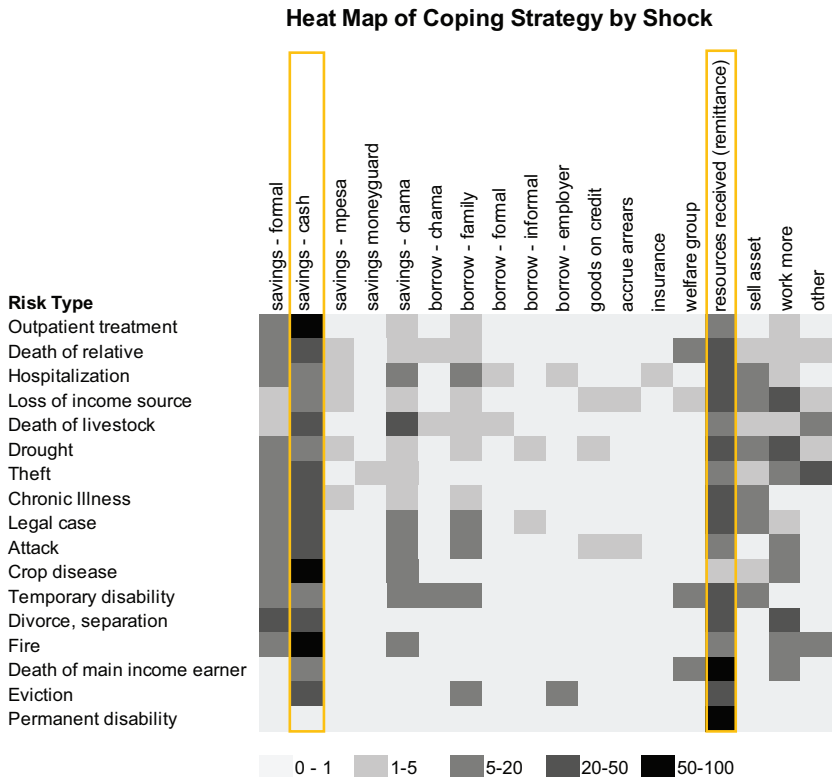 Heat Map of Coping Strategy by Shock
savings - formal
savings - cash
savings - mpesa
savings moneyguard
savings - chama
borrow - chama
borrow - family
borrow - formal
borrow - informal
borrow - employer
goods on credit
accrue arrears
insurance
welfare group
resources received (remittance)
sell asset
work more
other
Risk Type
Outpatient treatment
Death of relative
Hospitalization
Loss of income source
Death of livestock
Drought
Theft
Chronic Illness
Legal case
Attack
Crop disease
Temporary disability
Divorce, separation
Fire
Death of main income earner
Eviction
Permanent disability
0 - 1 1-5 5-20 20-50 50-100